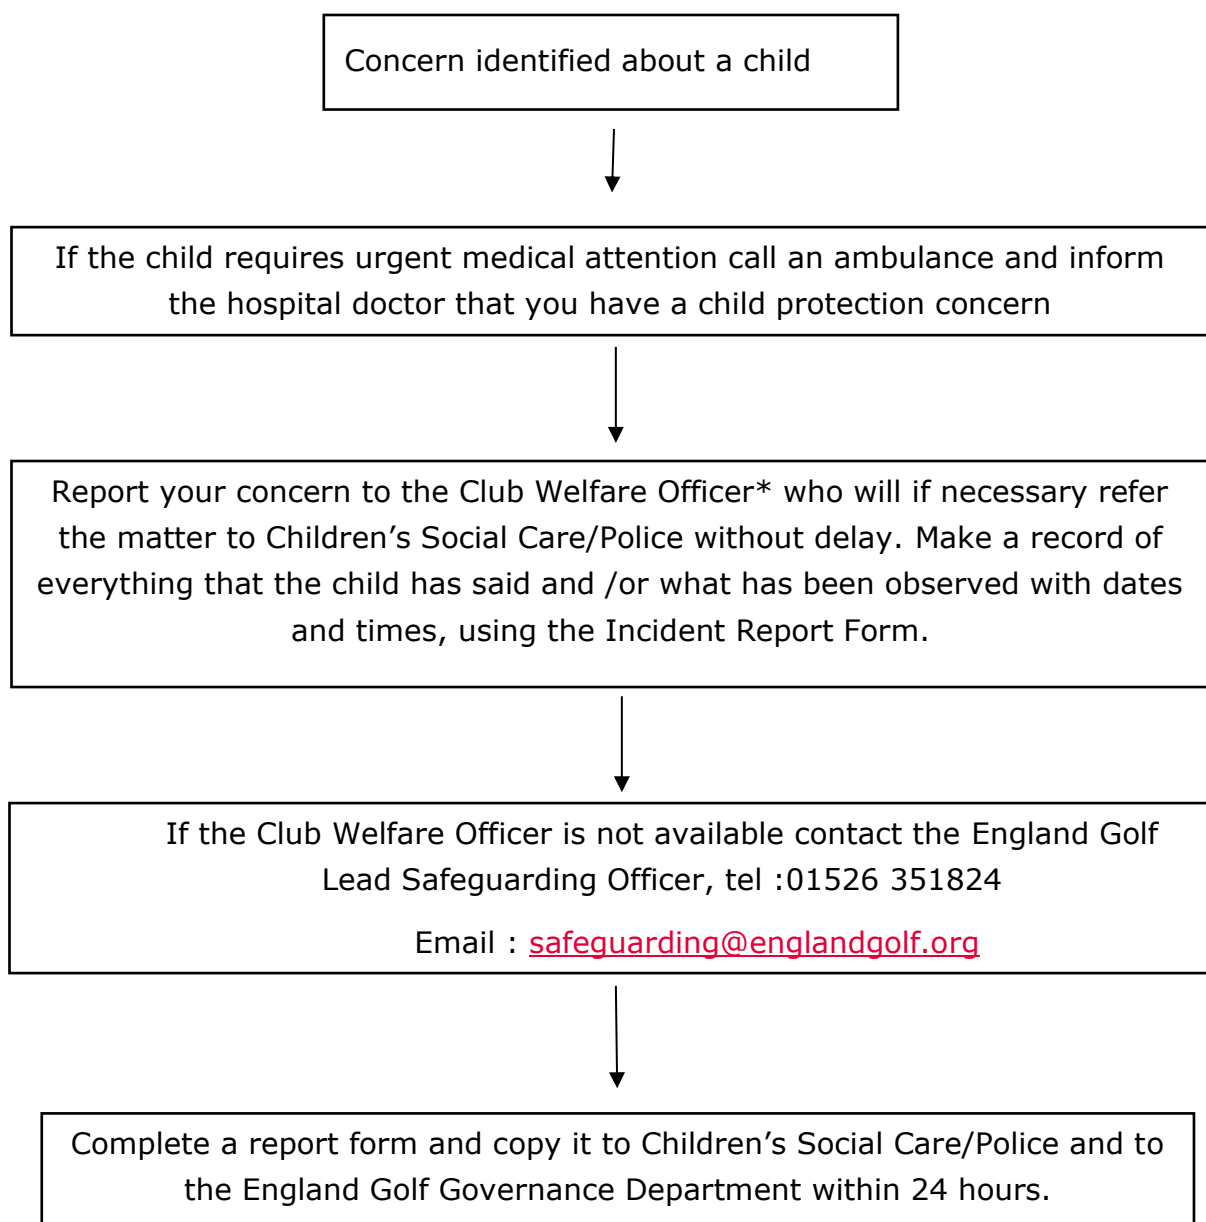 Concern identified about a child
If the child requires urgent medical attention call an ambulance and inform
the hospital doctor that you have a child protection concern
Report your concern to the Club Welfare Officer* who will if necessary refer
the matter to Children’s Social Care/Police without delay. Make a record of
everything that the child has said and /or what has been observed with dates
and times, using the Incident Report Form.
If the Club Welfare Officer is not available contact the England Golf
Lead Safeguarding Officer, tel :01526 351824
Email : safeguarding@englandgolf.org
Complete a report form and copy it to Children’s Social Care/Police and to
the England Golf Governance Department within 24 hours.